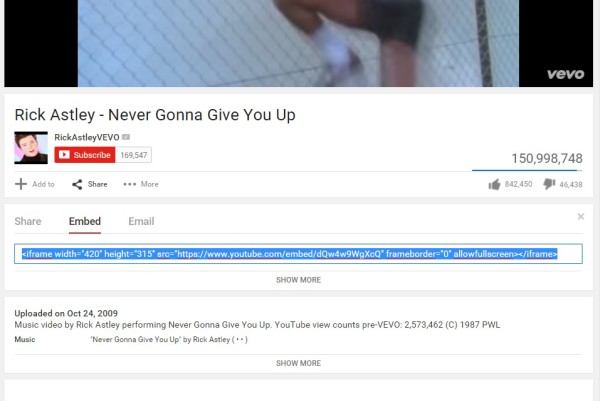 vevo
Rick Astley - Never Gonna Give You Up
RickAstleyVEVO
Subscribe 169,547
150,998,748
Add to Share More 842,450 46,438
Share Embed Email
<iframe width="420" height="315" src="https://www.youtube.com/embed/dQw4w9WgXcQ" frameborder="0" allowfullscreen></iframe>
SHOW MORE
Uploaded on Oct 24, 2009
Music video by Rick Astley performing Never Gonna Give You Up. YouTube view counts pre-VEVO: 2,573,462 (C) 1987 PWL
Music "Never Gonna Give You Up" by Rick Astley ( • • )
SHOW MORE